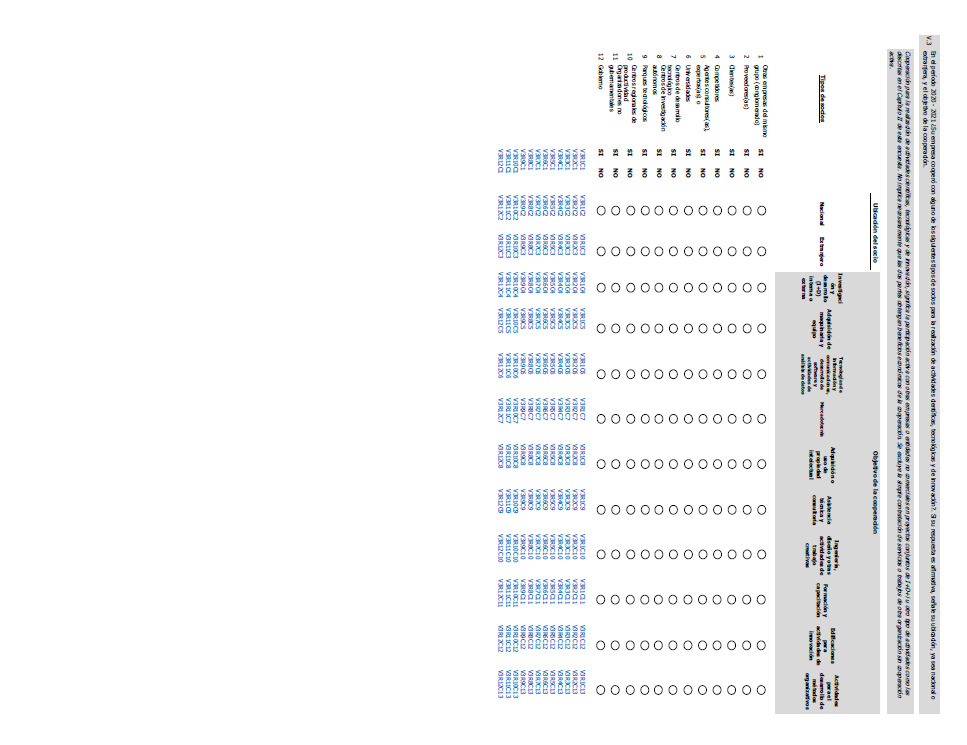 V.3 En el período 2020 - 2021 ¿Su empresa cooperó con alguno de los siguientes tipos de socios para la realización de actividades científicas, tecnológicas y de innovación?. Si su respuesta es afirmativa, señale su ubicación, ya sea nacional o
extranjera, y el objetivo de la cooperación.
Cooperación para la realización de actividades científicas, tecnológicas y de innovación, significa la participación activa con otras empresas o entidades no comerciales en proyectos conjuntos de I+D+i u otro tipo de actividades como las
descritas en el Capítulo II de esta encuesta. No implica necesariamente que las dos partes obtengan beneficios económicos de la cooperación. Se excluye la simple contratación de servicios o trabajos de otra organización sin cooperación
activa.
Ubicación del socio Objetivo de la cooperación
Tipos de socios
Nacional Extranjero
Investigaci
ón y
desarrollo
(I+D)
interna o
externa
Adquisición de
maquinaria y
equipo
Tecnologías de
información y
comunicaciones,
desarrollo de
software y
actividades de
análisis de datos
Mercadotecnia
Adquisición o
uso de
propiedad
intelectual
Asistencia
técnica y
consultoría
Ingeniería,
diseño y otras
actividades de
trabajo
creativas
Formación y
capacitación
Edificaciones
para
actividades de
innovación
Actividades
para el
desarrollo de
métodos
organizativos
1 Otras empresas del mismo
grupo (conglomerado) SI NO
2 Proveedores(as) SI NO
3 Clientes(as) SI NO
4 Competidores SI NO
5 Agentes consultores(as),
expertos(as) o SI NO
6 Universidades SI NO
7 Centros de desarrollo
tecnológico SI NO
8 Centros de investigación
autónomos SI NO
9 Parques tecnológicos SI NO
10 Centros regionales de
productividad SI NO
11 Organizaciones no
gubernamentales SI NO
12 Gobierno SI NO
V3R1C1 V3R1C2 V3R1C3 V3R1C4 V3R1C5 V3R1C6 V3R1C7 V3R1C8 V3R1C9 V3R1C10 V3R1C11 V3R1C12 V3R1C13
V3R2C1 V3R2C2 V3R2C3 V3R2C4 V3R2C5 V3R2C6 V3R2C7 V3R2C8 V3R2C9 V3R2C10 V3R2C11 V3R2C12 V3R2C13
V3R3C1 V3R3C2 V3R3C3 V3R3C4 V3R3C5 V3R3C6 V3R3C7 V3R3C8 V3R3C9 V3R3C10 V3R3C11 V3R3C12 V3R3C13
V3R4C1 V3R4C2 V3R4C3 V3R4C4 V3R4C5 V3R4C6 V3R4C7 V3R4C8 V3R4C9 V3R4C10 V3R4C11 V3R4C12 V3R4C13
V3R5C1 V3R5C2 V3R5C3 V3R5C4 V3R5C5 V3R5C6 V3R5C7 V3R5C8 V3R5C9 V3R5C10 V3R5C11 V3R5C12 V3R5C13
V3R6C1 V3R6C2 V3R6C3 V3R6C4 V3R6C5 V3R6C6 V3R6C7 V3R6C8 V3R6C9 V3R6C10 V3R6C11 V3R6C12 V3R6C13
V3R7C1 V3R7C2 V3R7C3 V3R7C4 V3R7C5 V3R7C6 V3R7C7 V3R7C8 V3R7C9 V3R7C10 V3R7C11 V3R7C12 V3R7C13
V3R8C1 V3R8C2 V3R8C3 V3R8C4 V3R8C5 V3R8C6 V3R8C7 V3R8C8 V3R8C9 V3R8C10 V3R8C11 V3R8C12 V3R8C13
V3R9C1 V3R9C2 V3R9C3 V3R9C4 V3R9C5 V3R9C6 V3R9C7 V3R9C8 V3R9C9 V3R9C10 V3R9C11 V3R9C12 V3R9C13
V3R10C1 V3R10C2 V3R10C3 V3R10C4 V3R10C5 V3R10C6 V3R10C7 V3R10C8 V3R10C9 V3R10C10 V3R10C11 V3R10C12 V3R10C13
V3R11C1 V3R11C2 V3R11C3 V3R11C4 V3R11C5 V3R11C6 V3R11C7 V3R11C8 V3R11C9 V3R11C10 V3R11C11 V3R11C12 V3R11C13
V3R12C1 V3R12C2 V3R12C3 V3R12C4 V3R12C5 V3R12C6 V3R12C7 V3R12C8 V3R12C9 V3R12C10 V3R12C11 V3R12C12 V3R12C13